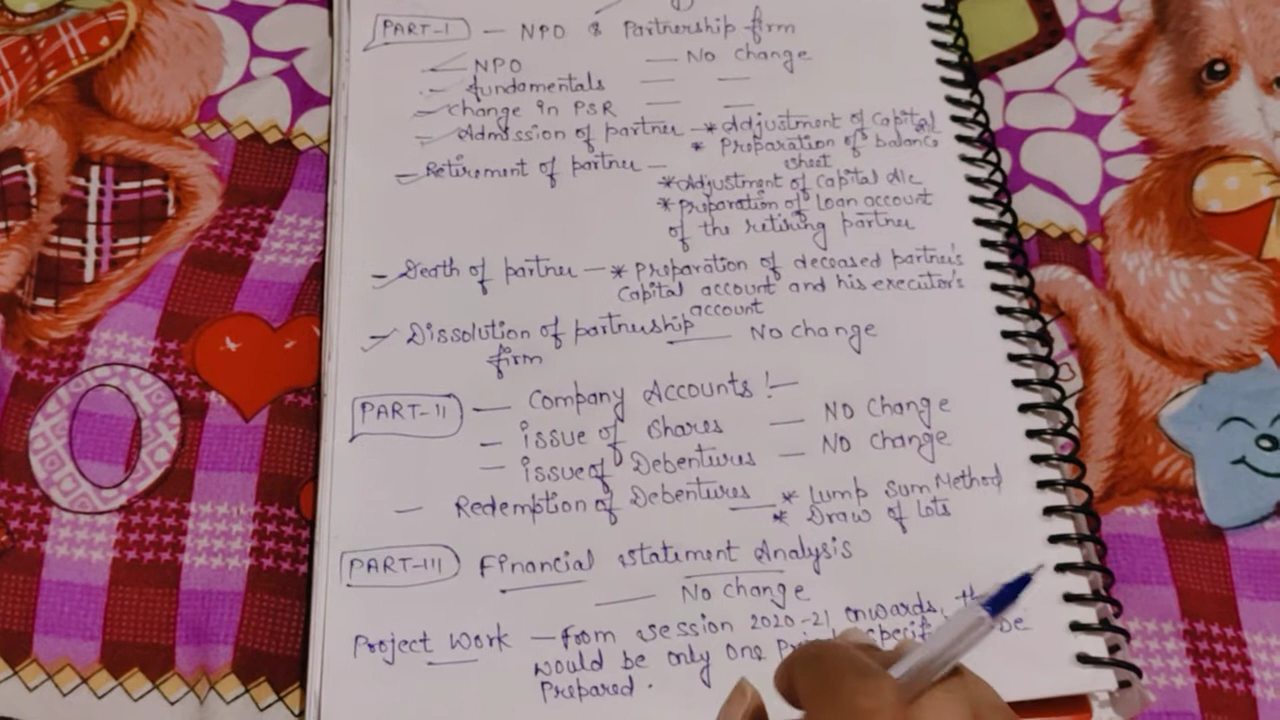 PART-I — NPO & Partnership firm
— NPO — No change
— fundamentals — —
— change in PSR — —
— Admission of partner — * Adjustment of capital
* Preparation of balance
sheet
— Retirement of partner —
* Adjustment of capital A/c
* preparation of loan account
of the retiring partner
— Death of partner — * preparation of deceased partner's
capital account and his executor's
account
— Dissolution of partnership — No change
firm
PART-II — Company Accounts !—
— issue of shares — NO Change
— issue of Debentures — NO change
— Redemption of Debentures — * Lump Sum Method
* Draw of lots
PART-III Financial statement Analysis
— No change
Project Work — from session 2020-21 onwards,
would be only one be
Prepared.